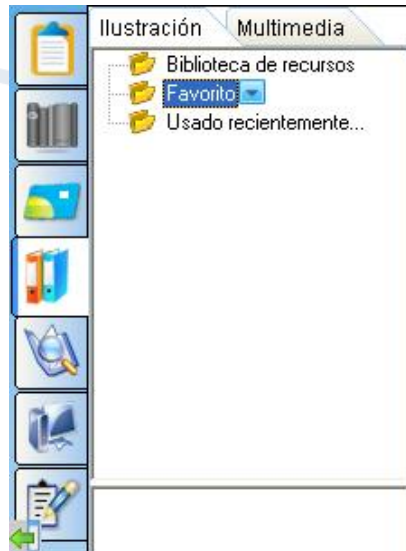 Ilustración Multimedia
Biblioteca de recursos
Favorito
Usado recientemente...